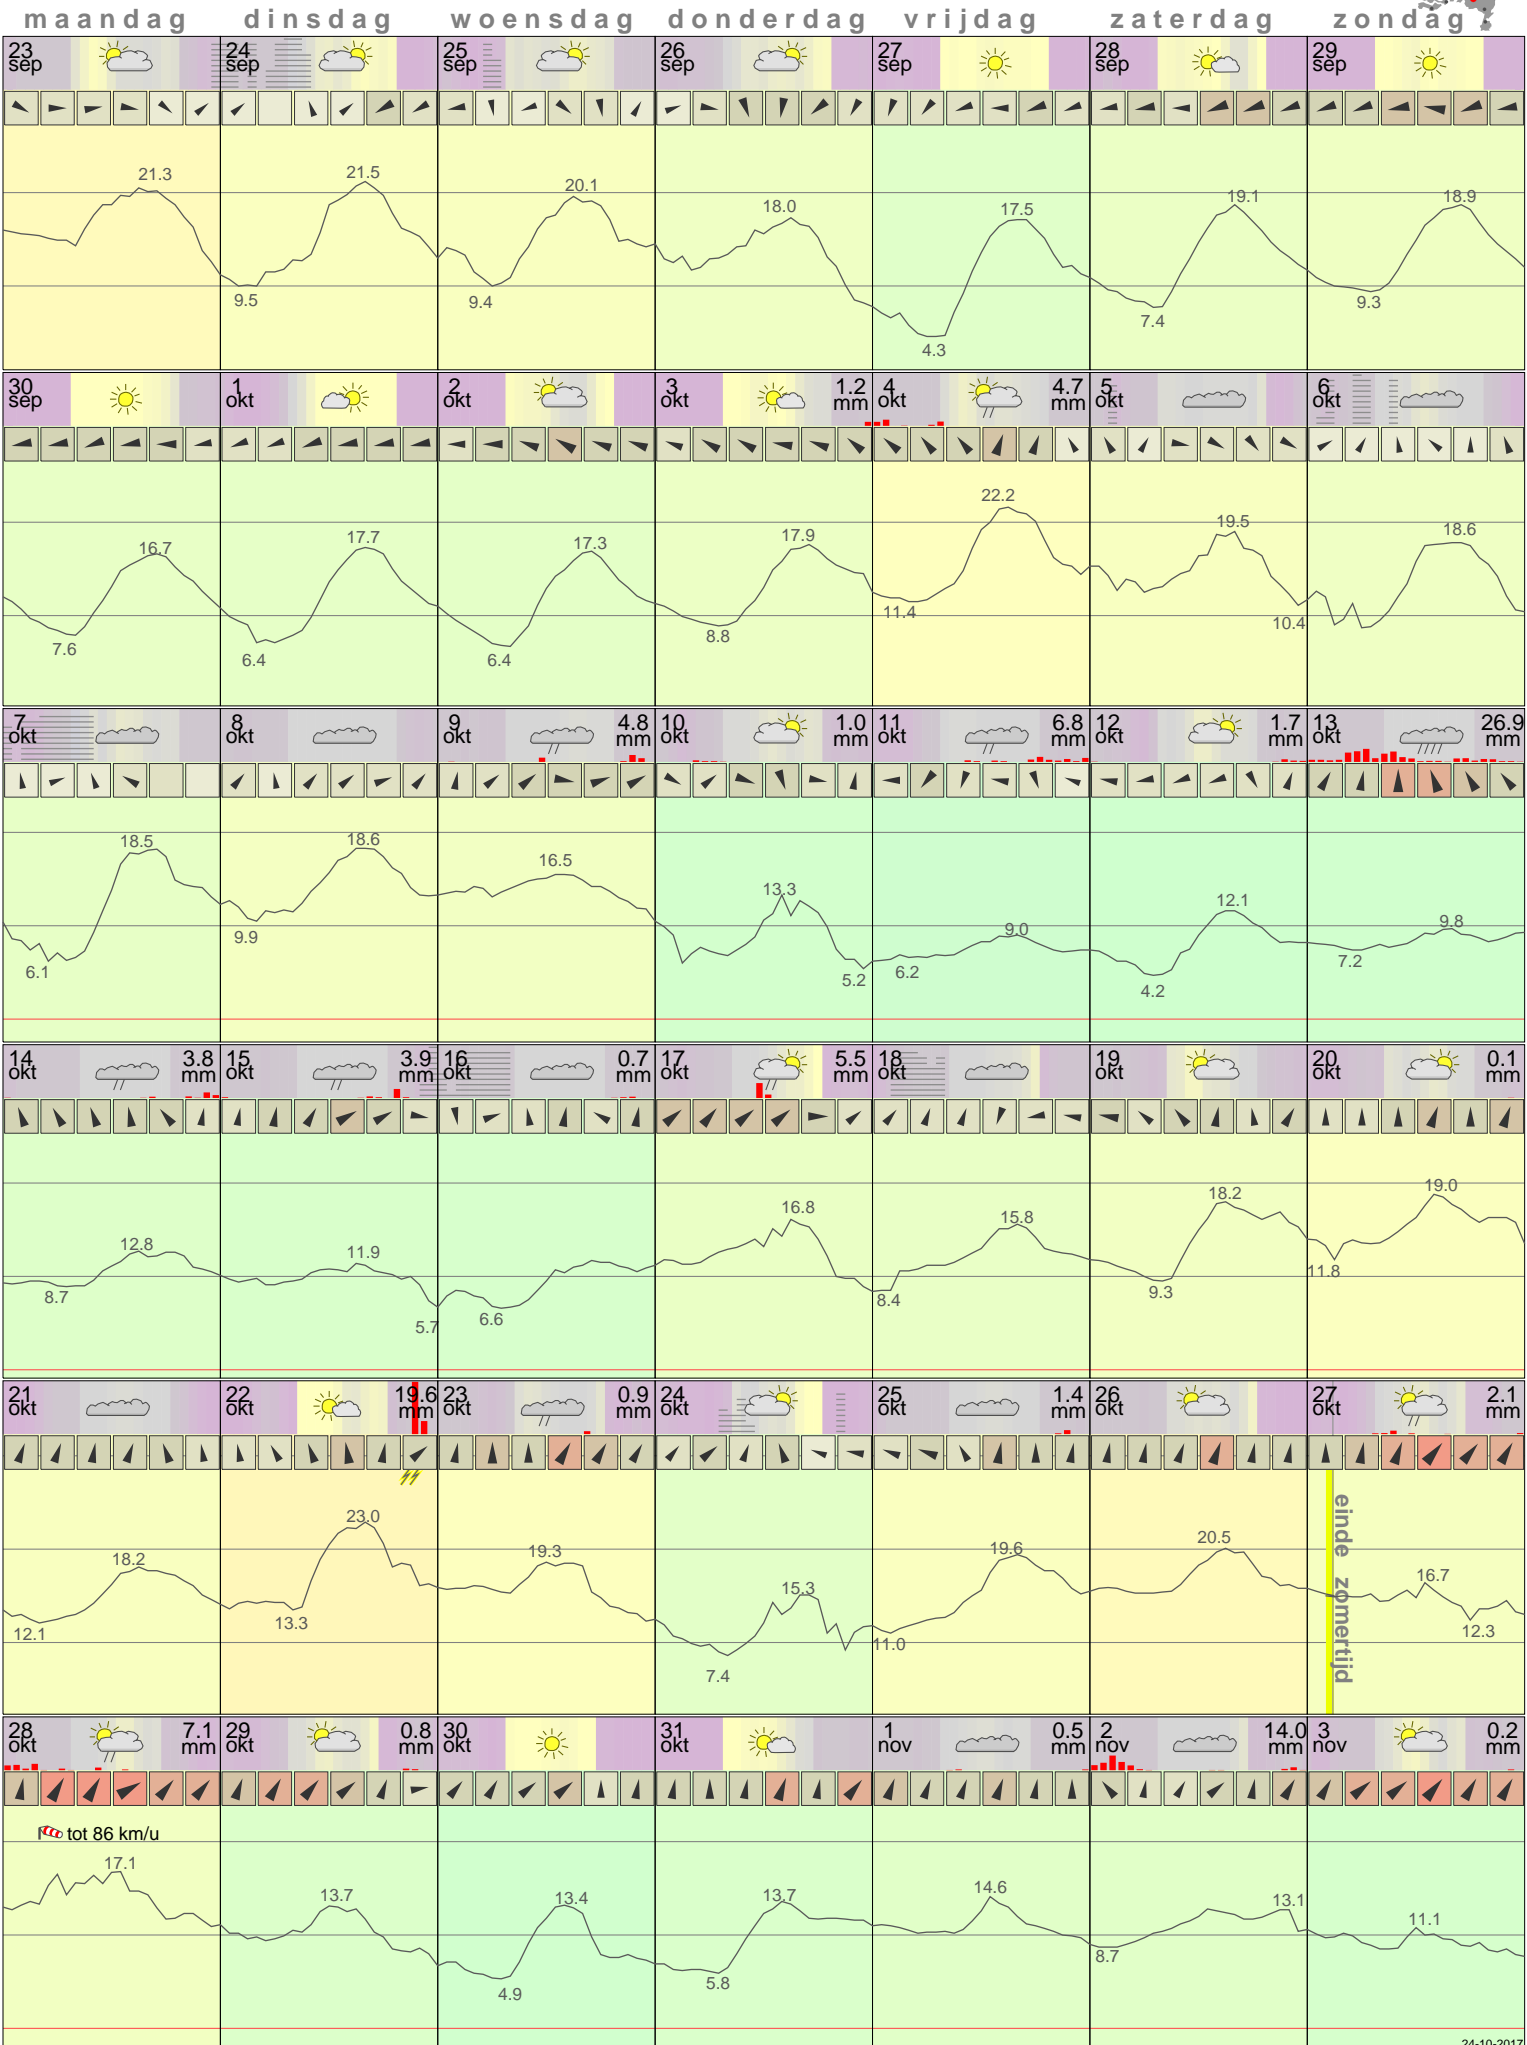 maandag dinsdag woensdag donderdag vrijdag zaterdag zondag
23 sep 24 sep 25 sep 26 sep 27 sep 28 sep 29 sep
21.3 21.5 20.1 18.0 17.5 19.1 18.9
9.5 9.4 4.3 7.4 9.3
30 sep 1 okt 2 okt 3 okt 1.2 mm 4 okt 4.7 mm 5 okt 6 okt
16.7 17.7 17.3 17.9 22.2 19.5 18.6
7.6 6.4 6.4 8.8 11.4 10.4
7 okt 8 okt 9 okt 4.8 mm 10 okt 1.0 mm 11 okt 6.8 mm 12 okt 1.7 mm 13 okt 26.9 mm
18.5 18.6 16.5 13.3 9.0 12.1 9.8
6.1 9.9 5.2 6.2 4.2 7.2
14 okt 3.8 mm 15 okt 3.9 mm 16 okt 0.7 mm 17 okt 5.5 mm 18 okt 19 okt 20 okt 0.1 mm
12.8 11.9 16.8 15.8 18.2 19.0
8.7 5.7 6.6 8.4 9.3 11.8
21 okt 22 okt 19.6 mm 23 okt 0.9 mm 24 okt 25 okt 1.4 mm 26 okt 27 okt 2.1 mm
18.2 23.0 19.3 15.3 19.6 20.5 16.7
12.1 13.3 7.4 11.0 12.3
einde zomertijd
28 okt 7.1 mm 29 okt 0.8 mm 30 okt 31 okt 1 nov 0.5 mm 2 nov 14.0 mm 3 nov 0.2 mm
tot 86 km/u
17.1 13.7 13.4 13.7 14.6 13.1 11.1
4.9 5.8 8.7
24-10-2017